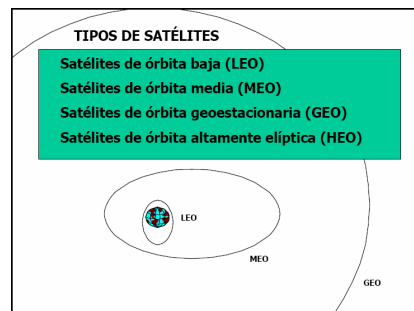 TIPOS DE SATÉLITES
Satélites de órbita baja (LEO)
Satélites de órbita media (MEO)
Satélites de órbita geoestacionaria (GEO)
Satélites de órbita altamente elíptica (HEO)
LEO
MEO
GEO